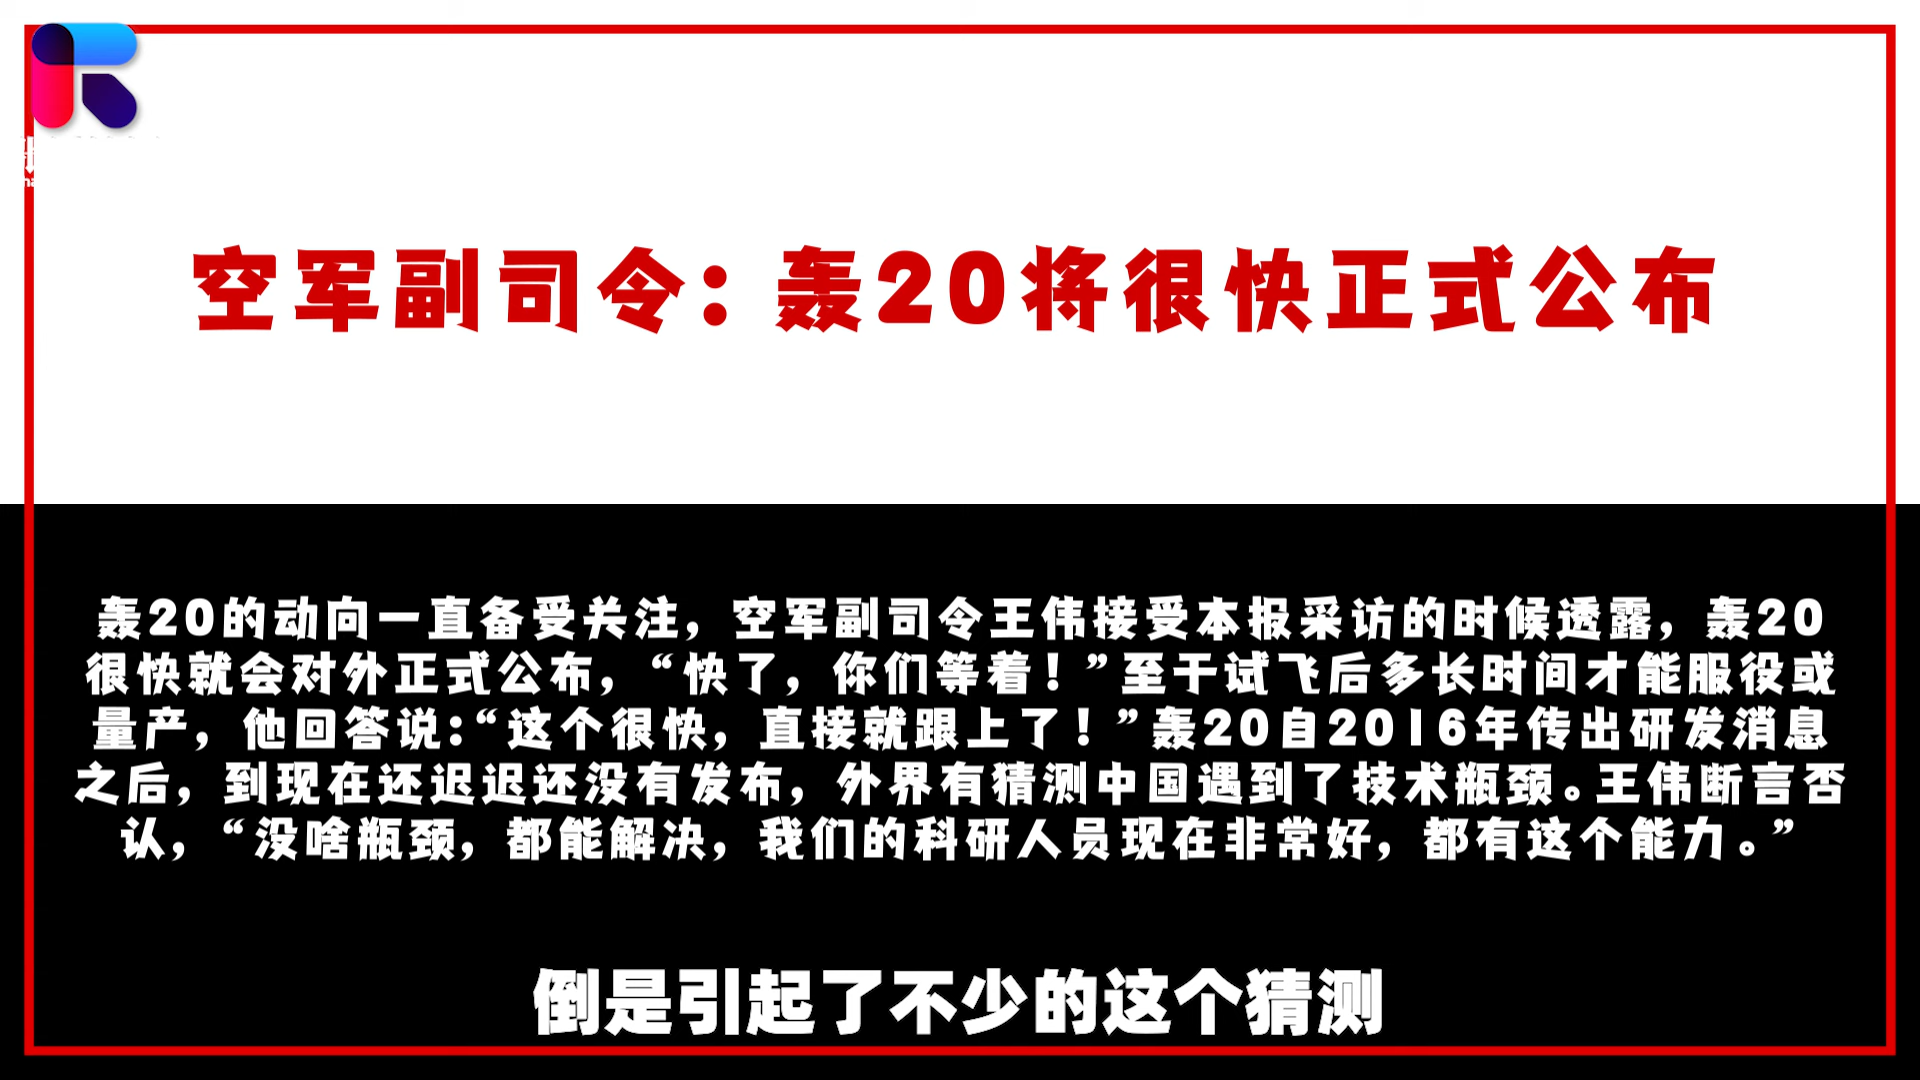 空军副司令：轰20将很快正式公布
轰20的动向一直备受关注，空军副司令王伟接受本报采访的时候透露，轰20
很快就会对外正式公布，“快了，你们等着！”至于试飞后多长时间才能服役或
量产，他回答说：“这个很快，直接就跟上了！”轰20自2016年传出研发消息
之后，到现在还迟迟还没有发布，外界有猜测中国遇到了技术瓶颈。王伟断言否
认，“没啥瓶颈，都能解决，我们的科研人员现在非常好，都有这个能力。”
倒是引起了不少的这个猜测